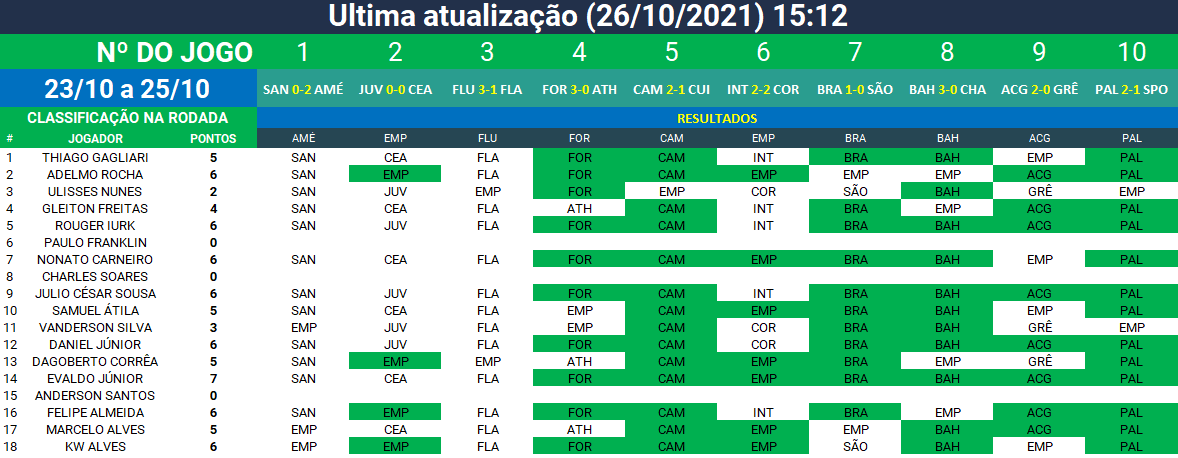 Ultima atualização (26/10/2021) 15:12
Nº DO JOGO 1 2 3 4 5 6 7 8 9 10
23/10 a 25/10 SAN 0-2 AMÉ JUV 0-0 CEA FLU 3-1 FLA FOR 3-0 ATH CAM 2-1 CUI INT 2-2 COR BRA 1-0 SÃO BAH 3-0 CHA ACG 2-0 GRÊ PAL 2-1 SPO
CLASSIFICAÇÃO NA RODADA RESULTADOS
# JOGADOR PONTOS AMÉ EMP FLU FOR CAM EMP BRA BAH ACG PAL
1 THIAGO GAGLIARI 5 SAN CEA FLA FOR CAM INT BRA BAH EMP PAL
2 ADELMO ROCHA 6 SAN EMP FLA FOR CAM EMP EMP EMP ACG PAL
3 ULISSES NUNES 2 SAN JUV EMP FOR EMP COR SÃO BAH GRÊ EMP
4 GLEITON FREITAS 4 SAN CEA FLA ATH CAM INT BRA EMP ACG PAL
5 ROUGER IURK 6 SAN JUV FLA FOR CAM INT BRA BAH ACG PAL
6 PAULO FRANKLIN 0
7 NONATO CARNEIRO 6 SAN CEA FLA FOR CAM EMP BRA BAH EMP PAL
8 CHARLES SOARES 0
9 JULIO CÉSAR SOUSA 6 SAN JUV FLA FOR CAM INT BRA BAH ACG PAL
10 SAMUEL ÁTILA 5 SAN CEA FLA EMP CAM EMP BRA BAH EMP PAL
11 VANDERSON SILVA 3 EMP JUV FLA EMP CAM COR BRA BAH GRÊ EMP
12 DANIEL JÚNIOR 6 SAN JUV FLA FOR CAM COR BRA BAH ACG PAL
13 DAGOBERTO CORRÊA 5 SAN EMP EMP ATH CAM EMP BRA EMP GRÊ PAL
14 EVALDO JÚNIOR 7 SAN CEA FLA FOR CAM EMP BRA BAH ACG PAL
15 ANDERSON SANTOS 0
16 FELIPE ALMEIDA 6 SAN EMP FLA FOR CAM INT BRA EMP ACG PAL
17 MARCELO ALVES 5 EMP CEA FLA ATH CAM EMP EMP BAH ACG PAL
18 KW ALVES 6 EMP EMP FLA FOR CAM EMP SÃO BAH EMP PAL